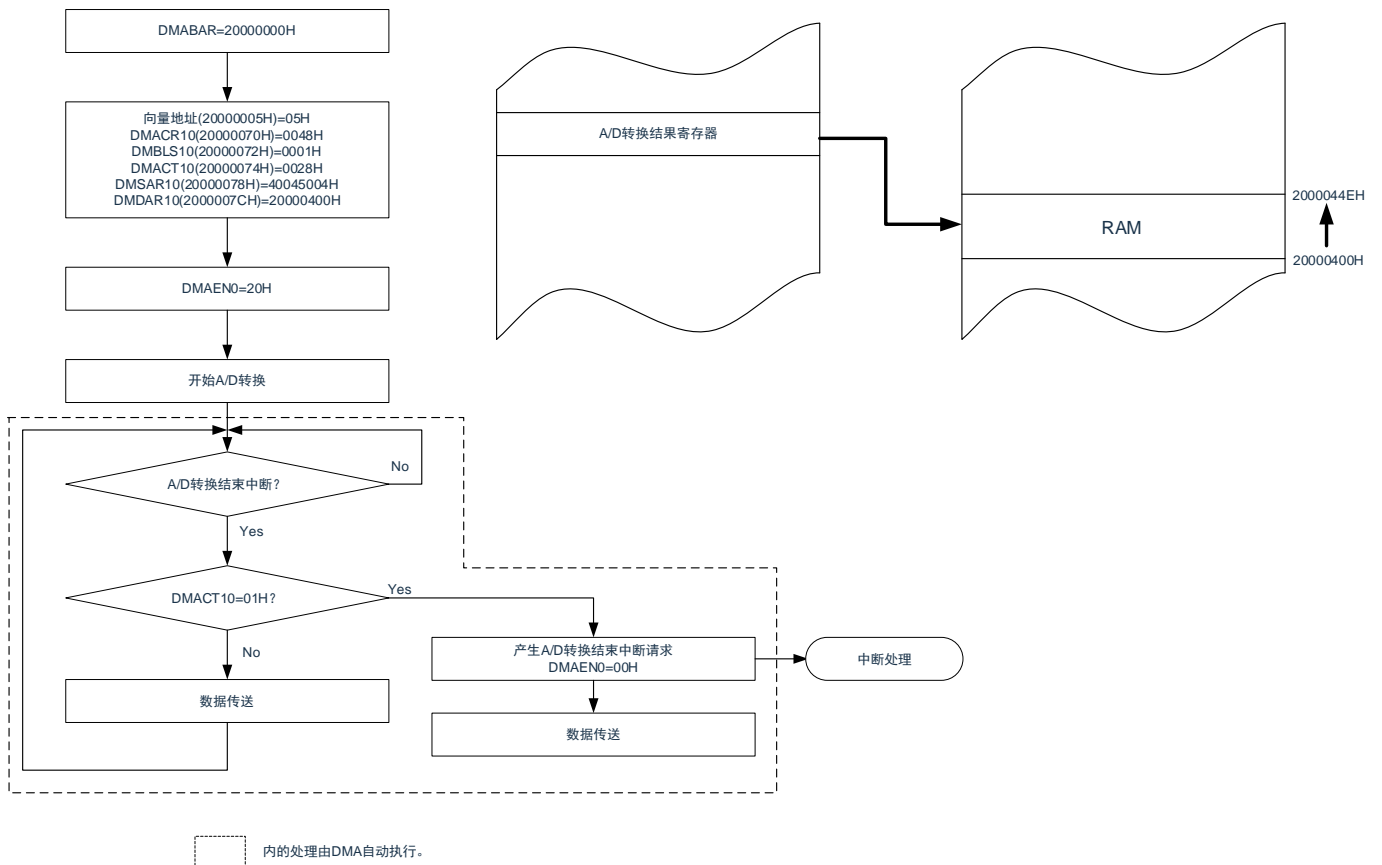 DMABAR=20000000H
向量地址(20000005H)=05H
DMACR10(20000070H)=0048H
DMBLS10(20000072H)=0001H
DMACT10(20000074H)=0028H
DMSAR10(20000078H)=40045004H
DMDAR10(2000007CH)=20000400H
DMAEN0=20H
开始A/D转换
A/D转换结束中断？
No
Yes
DMACT10=01H？
Yes
No
数据传送
产生A/D转换结束中断请求
DMAEN0=00H
数据传送
中断处理
A/D转换结果寄存器
RAM
2000044EH
20000400H
内的处理由DMA自动执行。